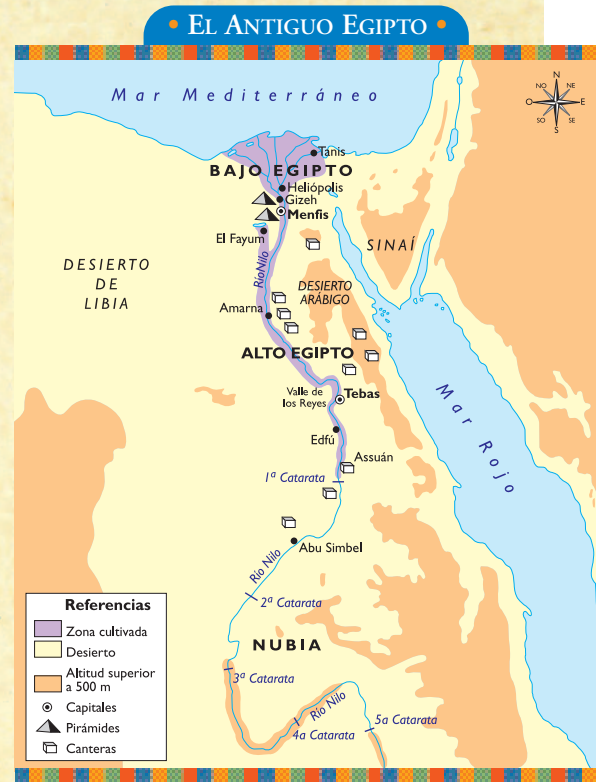 • EL ANTIGUO EGIPTO •
Mar Mediterráneo
N
NO
NE
O
E
SO
SE
S
Tanis
BAJO EGIPTO
Heliópolis
Gizeh
Menfis
El Fayum
SINAÍ
DESIERTO
DE
LIBIA
Río Nilo
DESIERTO
ARÁBIGO
Amarna
ALTO EGIPTO
Valle de
los Reyes
Tebas
Mar Rojo
Edfú
Assuán
1ª Catarata
Abu Simbel
Río Nilo
2ª Catarata
NUBIA
3ª Catarata
Río Nilo
4a Catarata
5a Catarata
Referencias
Zona cultivada
Desierto
Altitud superior
a 500 m
Capitales
Pirámides
Canteras